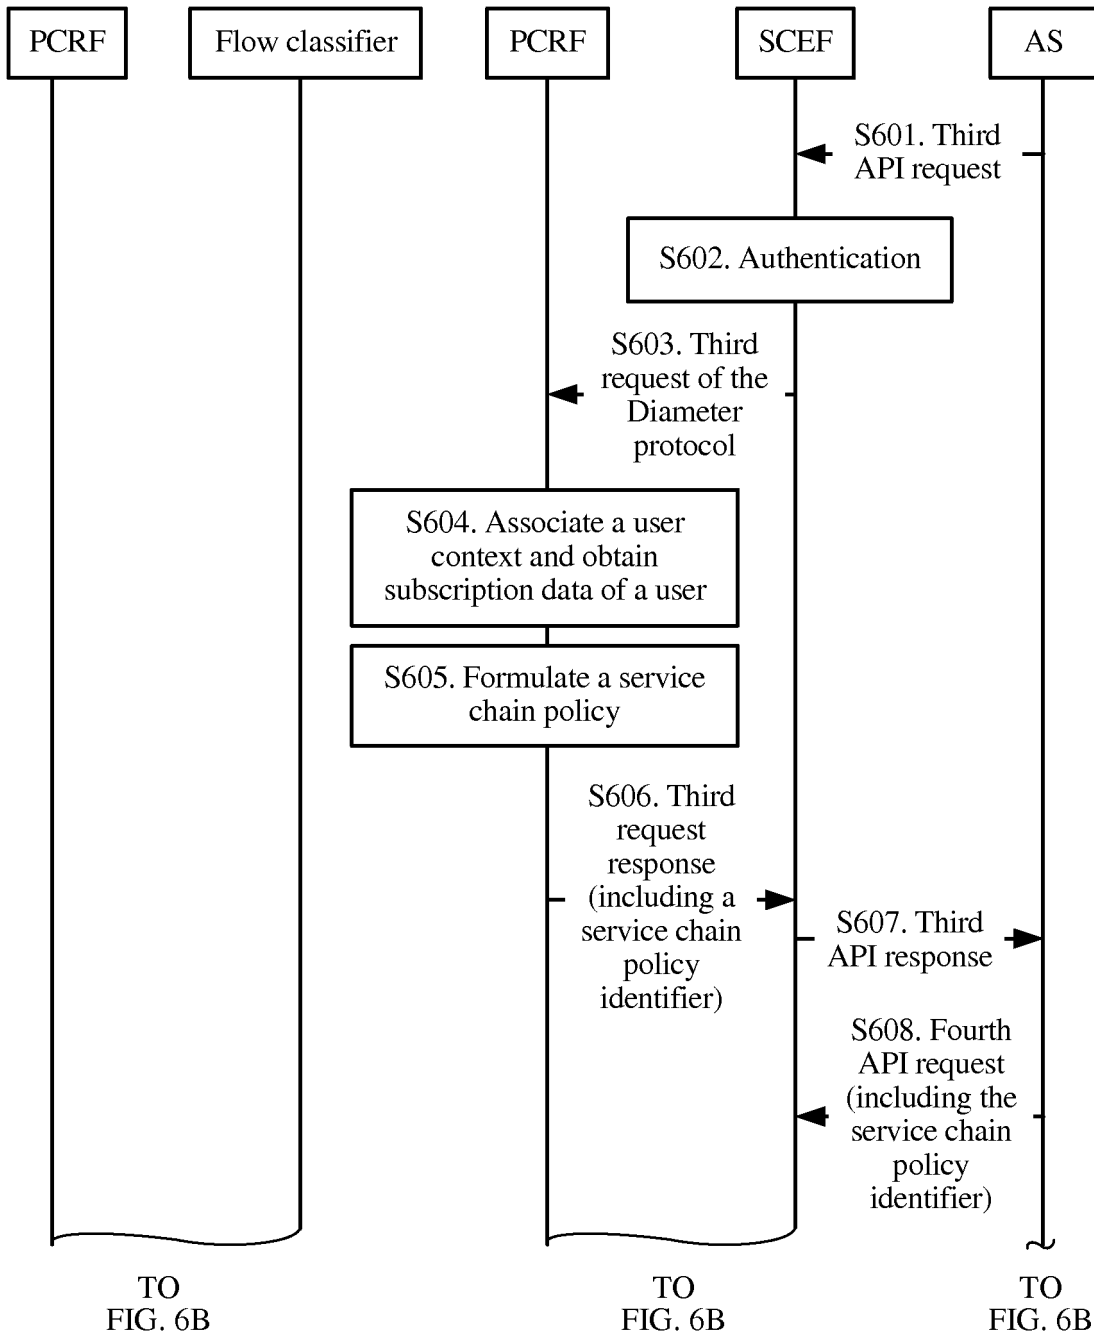 PCRF
Flow classifier
PCRF
SCEF
AS
S601. Third
API request
S602. Authentication
S603. Third
request of the
Diameter
protocol
S604. Associate a user
context and obtain
subscription data of a user
S605. Formulate a service
chain policy
S606. Third
request
response
(including a
service chain
policy
identifier)
S607. Third
API response
S608. Fourth
API request
(including the
service chain
policy
identifier)
TO
FIG. 6B
TO
FIG. 6B
TO
FIG. 6B